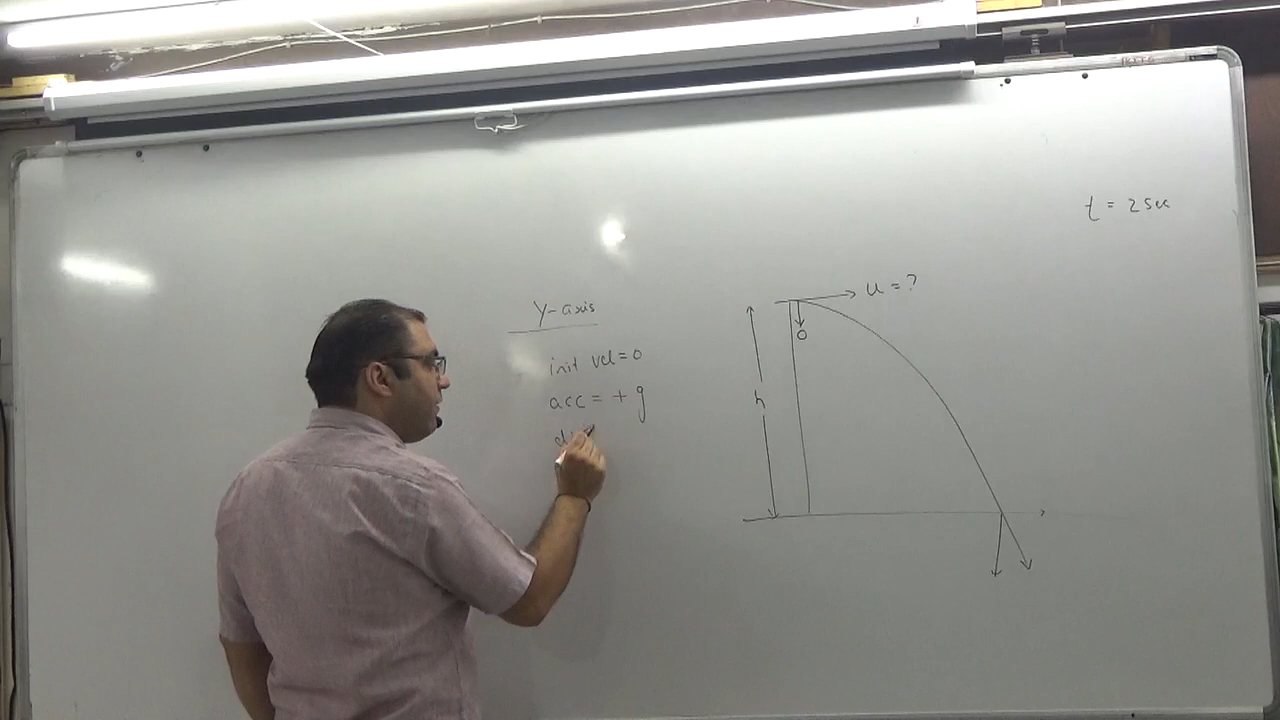 t = 2 sec
u = ?
0
h
Y-axis
init vel = 0
acc = + g